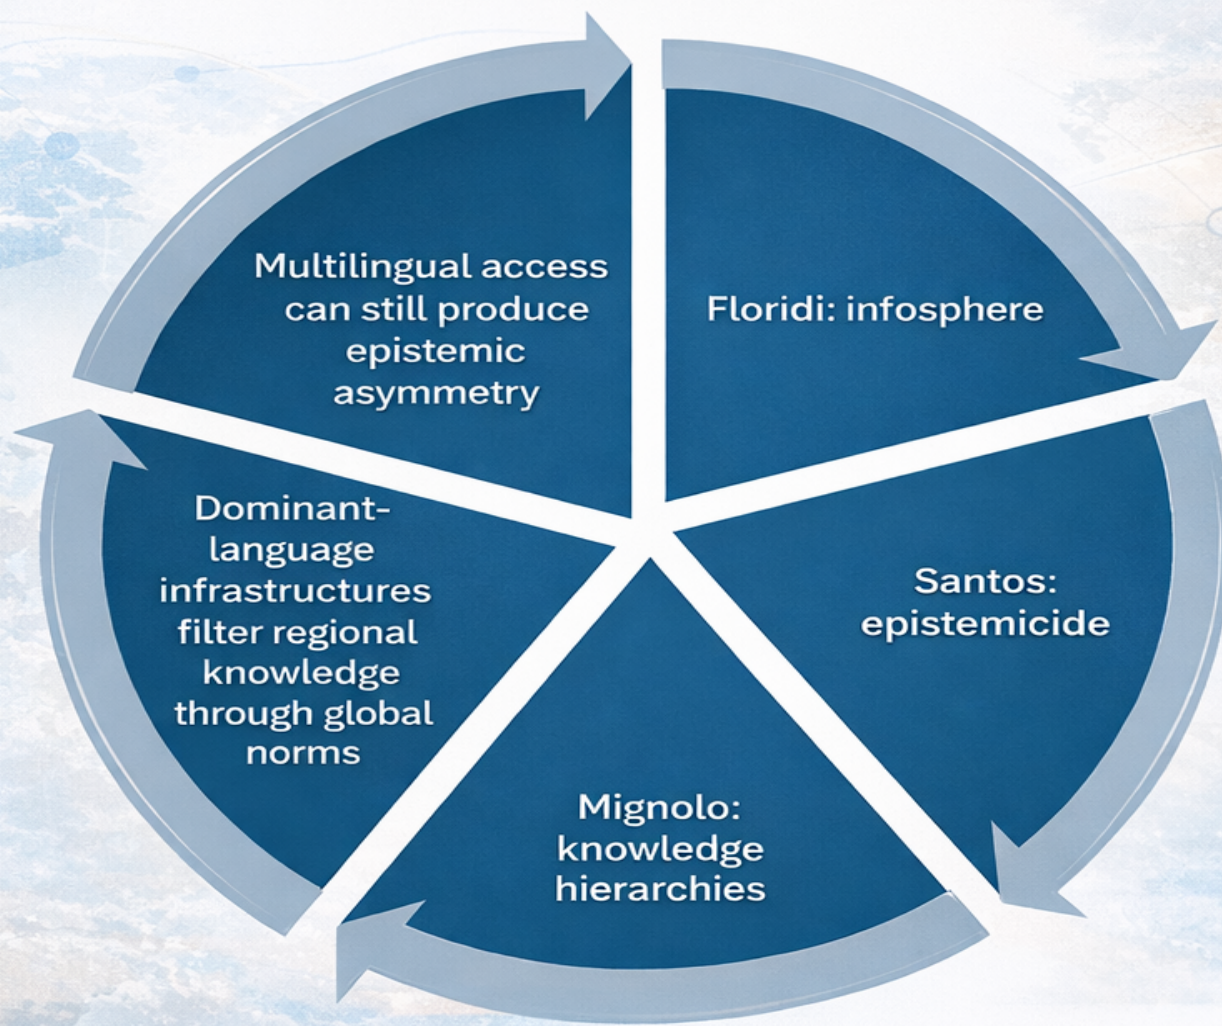 Floridi: infosphere
Santos:
epistemicide
Mignolo:
knowledge
hierarchies
Dominant-
language
infrastructures
filter regional
knowledge
through global
norms
Multilingual access
can still produce
epistemic
asymmetry